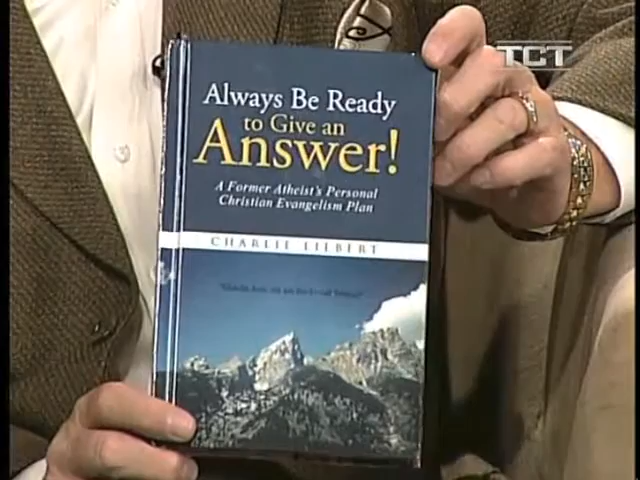 TCT
Always Be Ready
to Give an
Answer!
A Former Atheist's Personal
Christian Evangelism Plan
CHARLIE LIEBERT